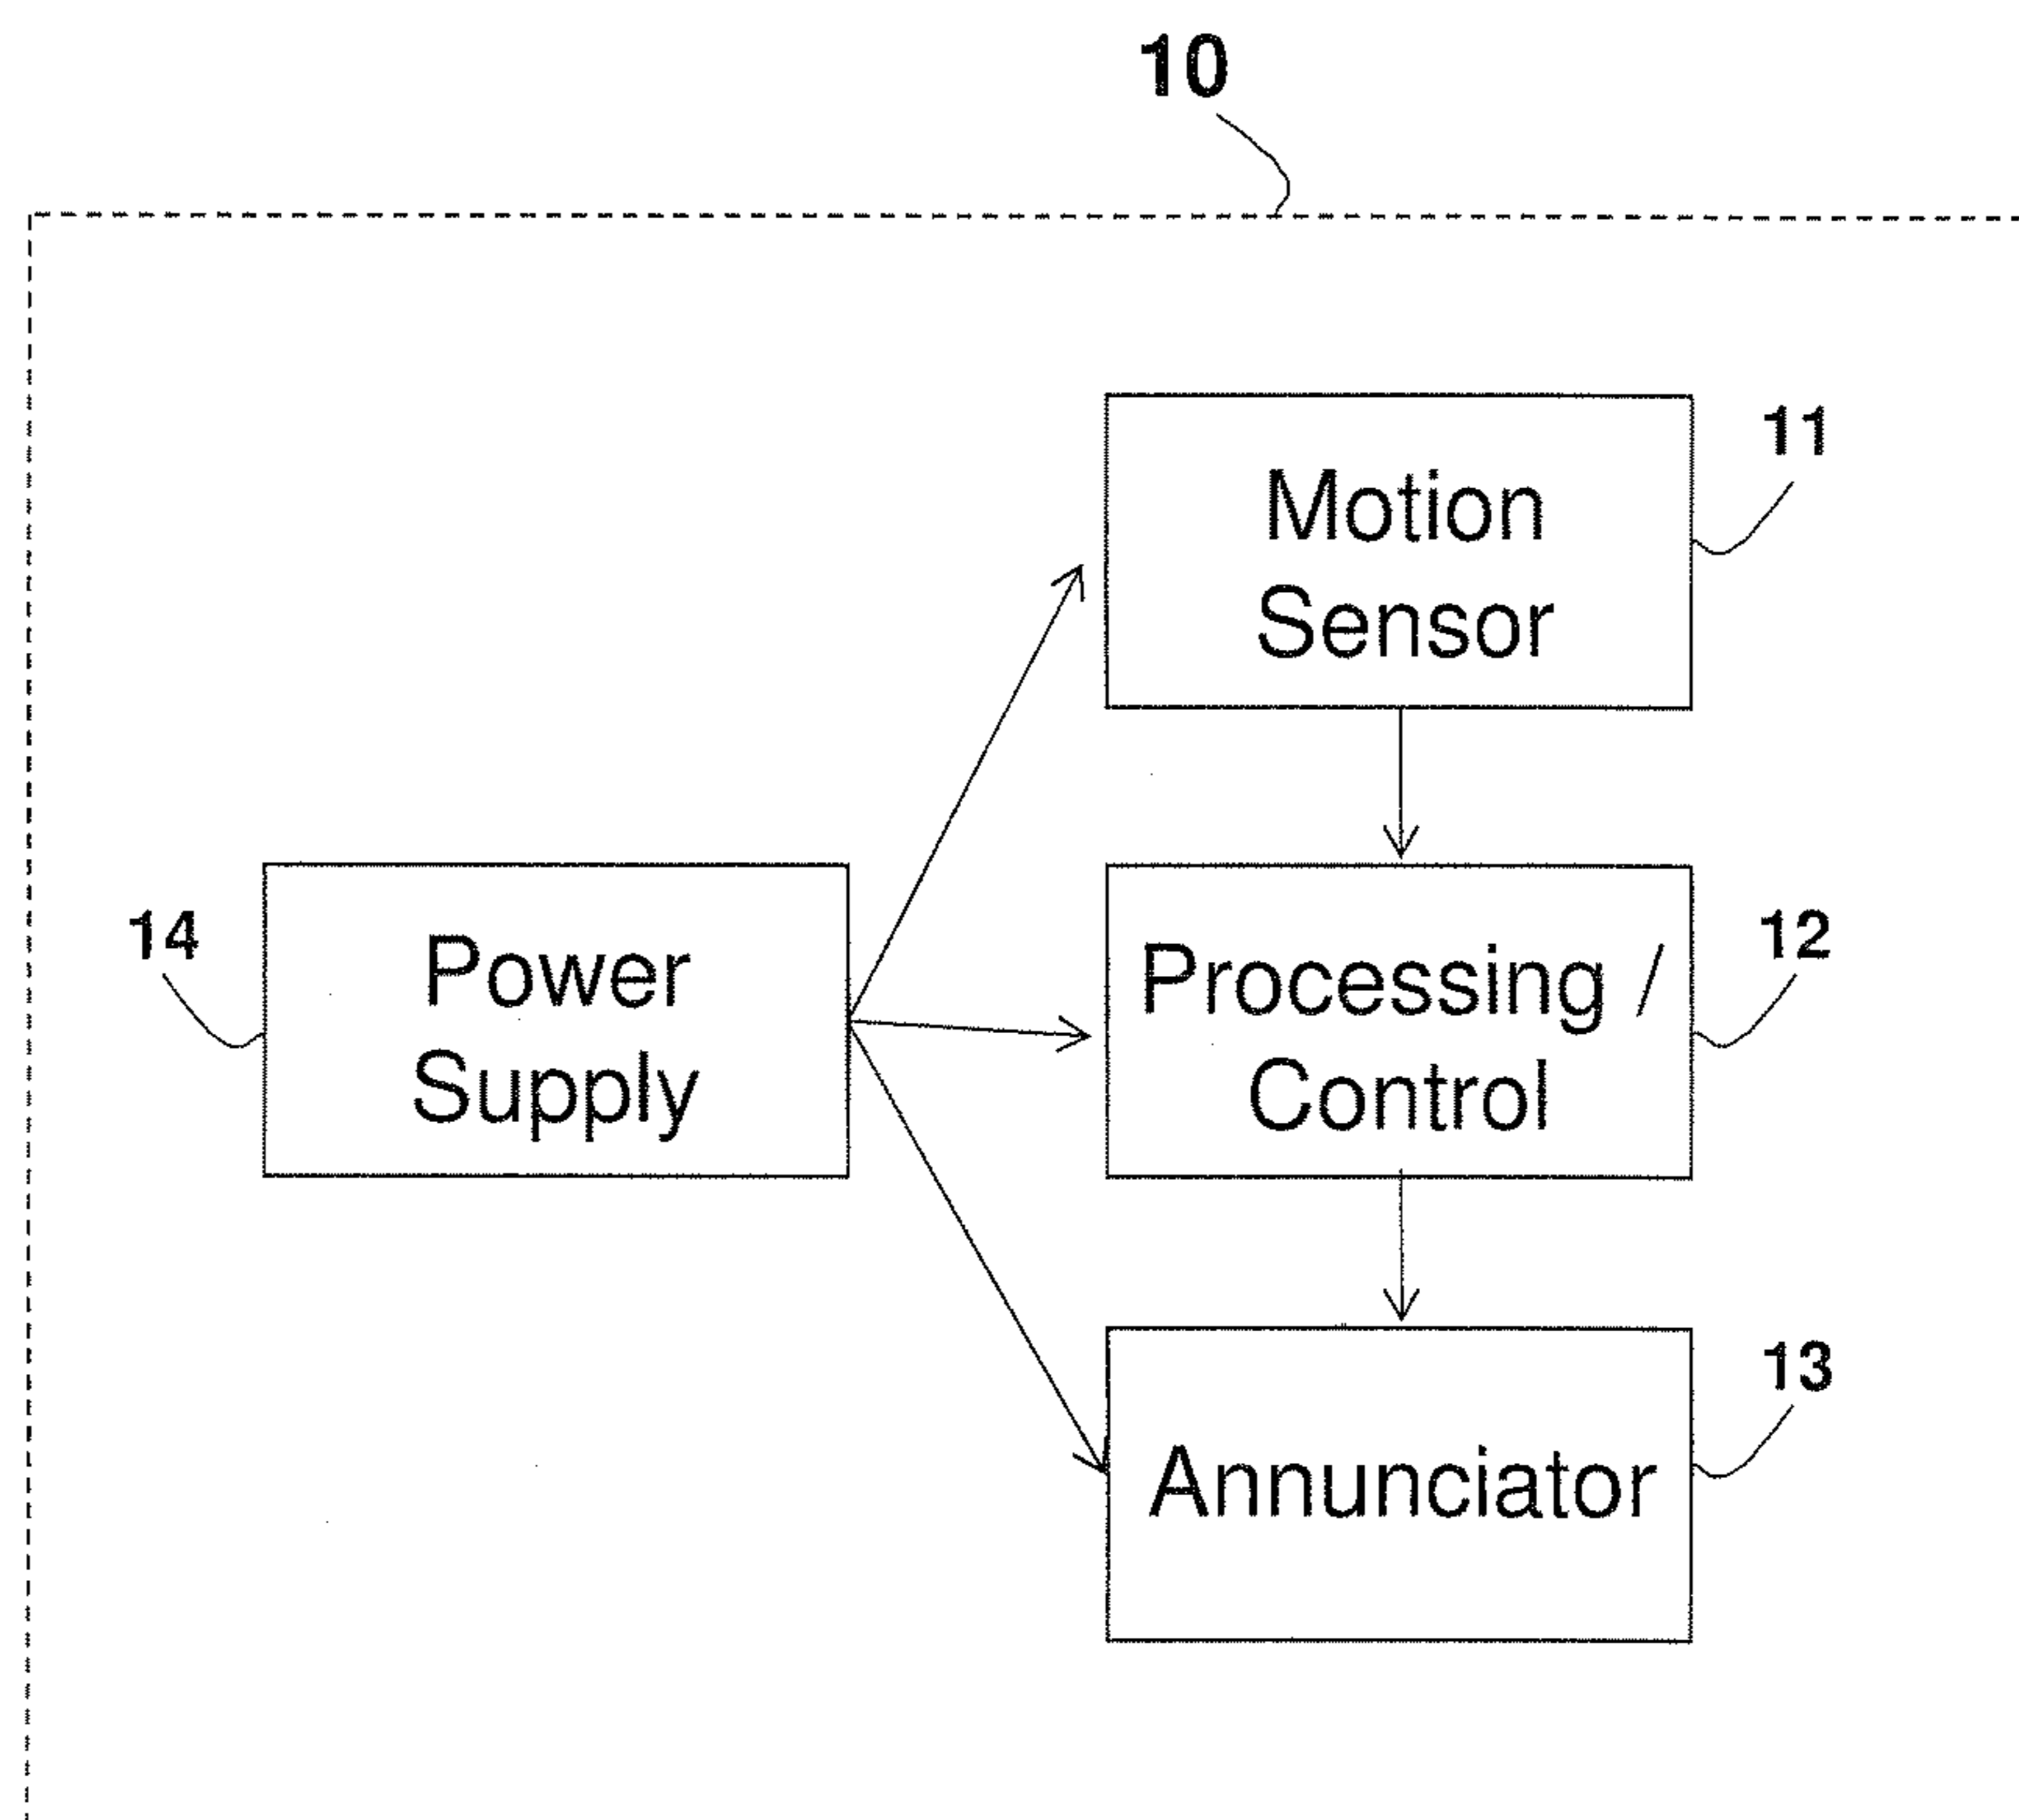 10
Motion
Sensor
11
14
Power
Supply
Processing /
Control
12
Annunciator
13